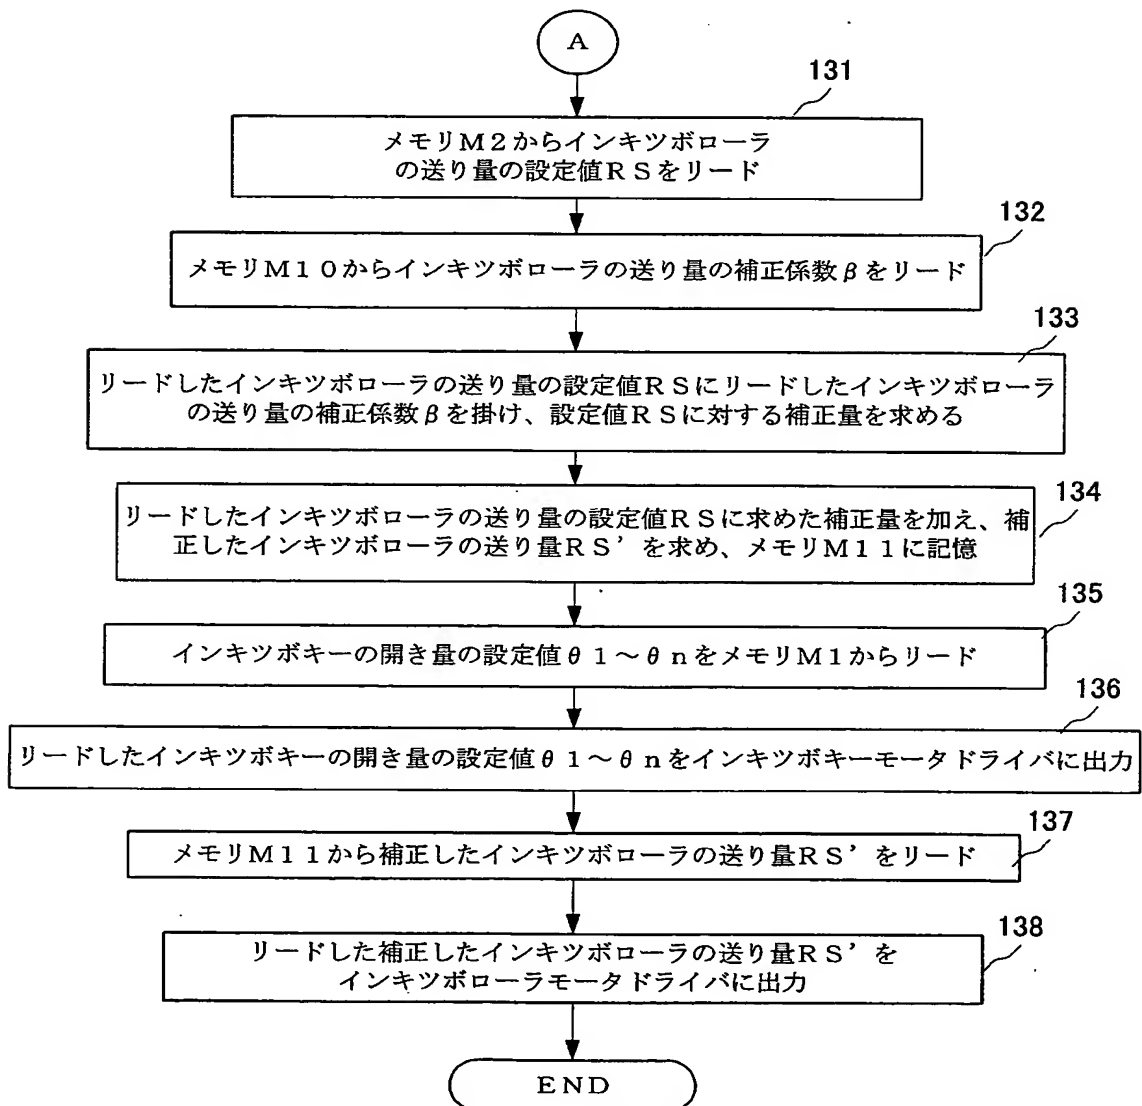 A
131
メモリM2からインキツボローラ
の送り量の設定値RSをリード
132
メモリM10からインキツボローラの送り量の補正係数βをリード
133
リードしたインキツボローラの送り量の設定値RSにリードしたインキツボローラ
の送り量の補正係数βを掛け、設定値RSに対する補正量を求める
134
リードしたインキツボローラの送り量の設定値RSに求めた補正量を加え、補
正したインキツボローラの送り量RS’を求め、メモリM11に記憶
135
インキツボキーの開き量の設定値θ1〜θnをメモリM1からリード
136
リードしたインキツボキーの開き量の設定値θ1〜θnをインキツボキーモータドライバに出力
137
メモリM11から補正したインキツボローラの送り量RS’をリード
138
リードした補正したインキツボローラの送り量RS’を
インキツボローラモータドライバに出力
END